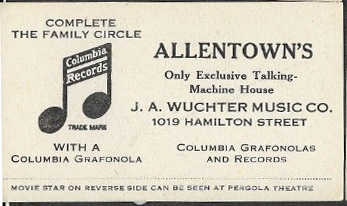 COMPLETE
THE FAMILY CIRCLE
Columbia
Records
TRADE MARK
WITH A
COLUMBIA GRAFONOLA
ALLENTOWN'S
Only Exclusive Talking-
Machine House
J. A. WUCHTER MUSIC CO.
1019 HAMILTON STREET
COLUMBIA GRAFONOLAS
AND RECORDS
MOVIE STAR ON REVERSE SIDE CAN BE SEEN AT PERGOLA THEATRE